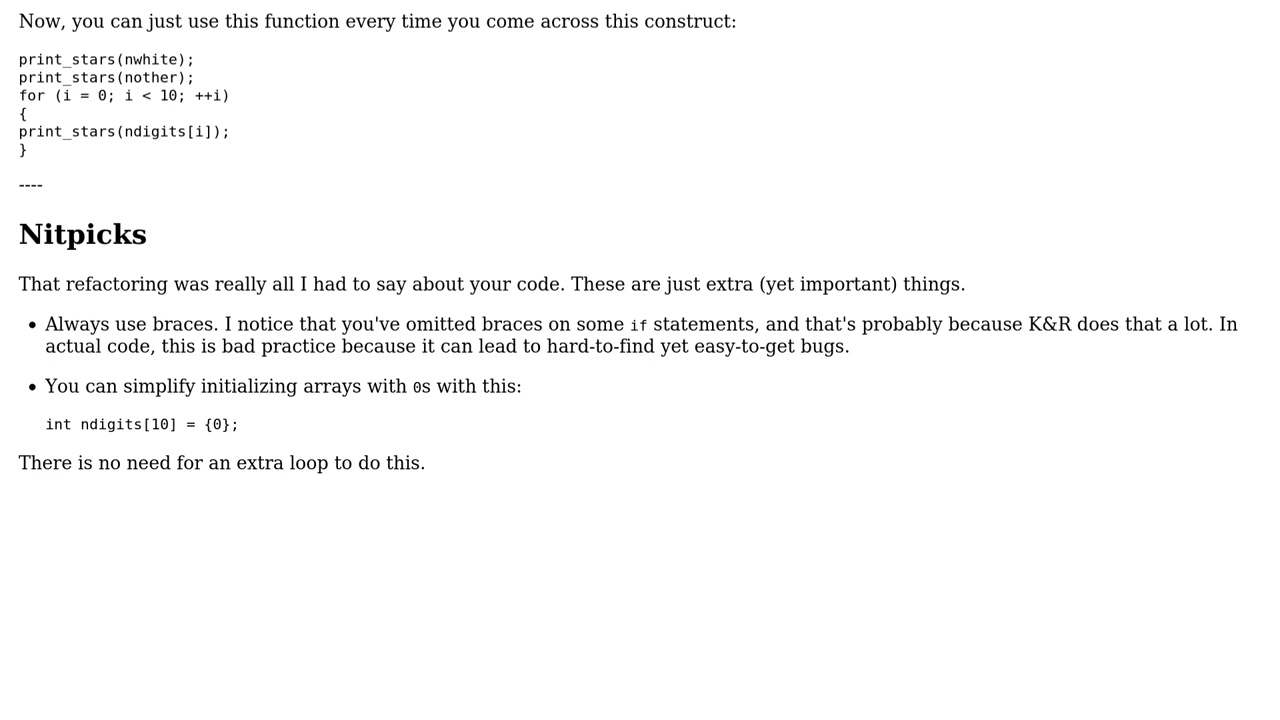 Now, you can just use this function every time you come across this construct:
print_stars(nwhite);
print_stars(nother);
for (i = 0; i < 10; ++i)
{
print_stars(ndigits[i]);
}
----
Nitpicks
That refactoring was really all I had to say about your code. These are just extra (yet important) things.
• Always use braces. I notice that you've omitted braces on some if statements, and that's probably because K&R does that a lot. In
actual code, this is bad practice because it can lead to hard-to-find yet easy-to-get bugs.
• You can simplify initializing arrays with 0s with this:
int ndigits[10] = {0};
There is no need for an extra loop to do this.